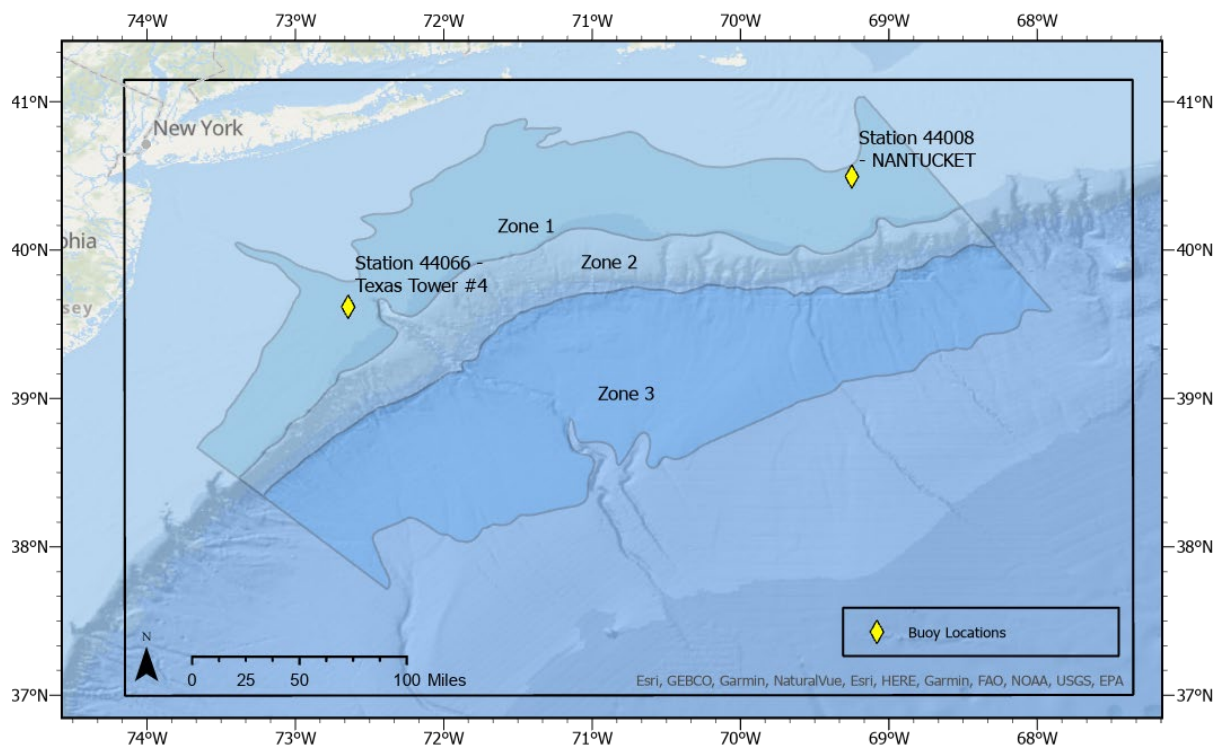 74°W 73°W 72°W 71°W 70°W 69°W 68°W
41°N 41°N
New York
Station 44008
- NANTUCKET
Zone 1
40°N 40°N
phia
Zone 2
Station 44066 -
Texas Tower #4
sey
39°N 39°N
Zone 3
38°N 38°N
N
Buoy Locations
0 25 50 100 Miles
Esri, GEBCO, Garmin, NaturalVue, Esri, HERE, Garmin, FAO, NOAA, USGS, EPA
37°N 37°N
74°W 73°W 72°W 71°W 70°W 69°W 68°W